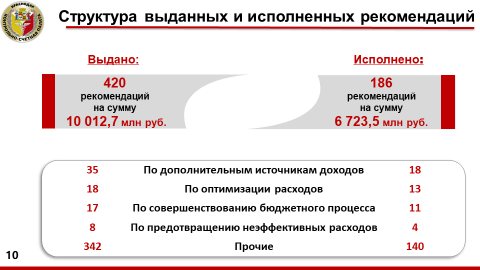 Структура выданных и исполненных рекомендаций
Выдано:
Исполнено:
420
рекомендаций
на сумму
10 012,7 млн руб.
186
рекомендаций
на сумму
6 723,5 млн руб.
35 По дополнительным источникам доходов 18
18 По оптимизации расходов 13
17 По совершенствованию бюджетного процесса 11
8 По предотвращению неэффективных расходов 4
342 Прочие 140
10